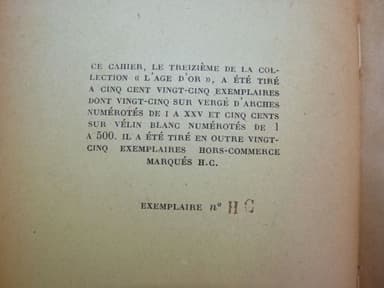 CE CAHIER, LE TREIZIÈME DE LA COL-
LECTION « L'AGE D'OR », A ÉTÉ TIRÉ
A CINQ CENT VINGT-CINQ EXEMPLAIRES
DONT VINGT-CINQ SUR VERGÉ D'ARCHES
NUMÉROTÉS DE I A XXV ET CINQ CENTS
SUR VÉLIN BLANC NUMÉROTÉS DE 1
A 500. IL A ÉTÉ TIRÉ EN OUTRE VINGT-
CINQ EXEMPLAIRES HORS-COMMERCE
MARQUÉS H.C.
EXEMPLAIRE nº H C